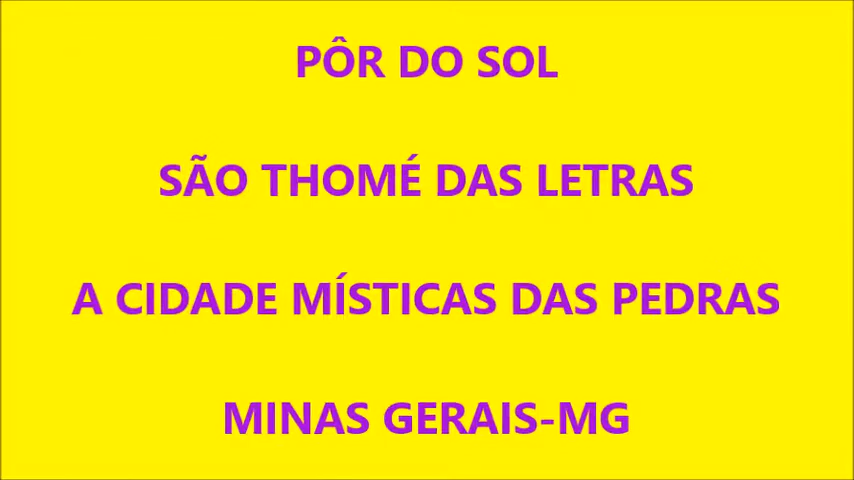 PÔR DO SOL
SÃO THOMÉ DAS LETRAS
A CIDADE MÍSTICAS DAS PEDRAS
MINAS GERAIS-MG